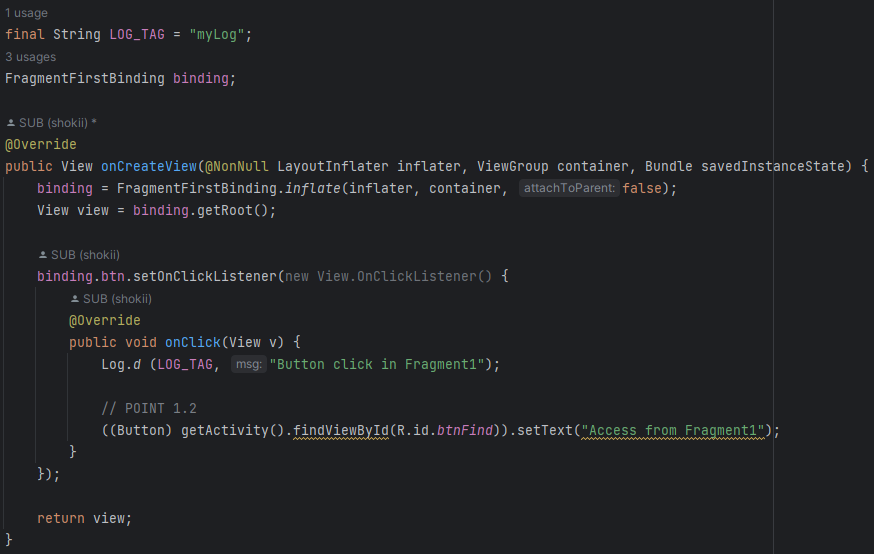 1 usage
final String LOG_TAG = "myLog";
3 usages
FragmentFirstBinding binding;
SUB (shokii) *
@Override
public View onCreateView(@NonNull LayoutInflater inflater, ViewGroup container, Bundle savedInstanceState) {
binding = FragmentFirstBinding.inflate(inflater, container, attachToParent: false);
View view = binding.getRoot();
SUB (shokii)
binding.btn.setOnClickListener(new View.OnClickListener() {
SUB (shokii)
@Override
public void onClick(View v) {
Log.d (LOG_TAG, msg: "Button click in Fragment1");
// POINT 1.2
((Button) getActivity().findViewById(R.id.btnFind)).setText("Access from Fragment1");
}
});
return view;
}